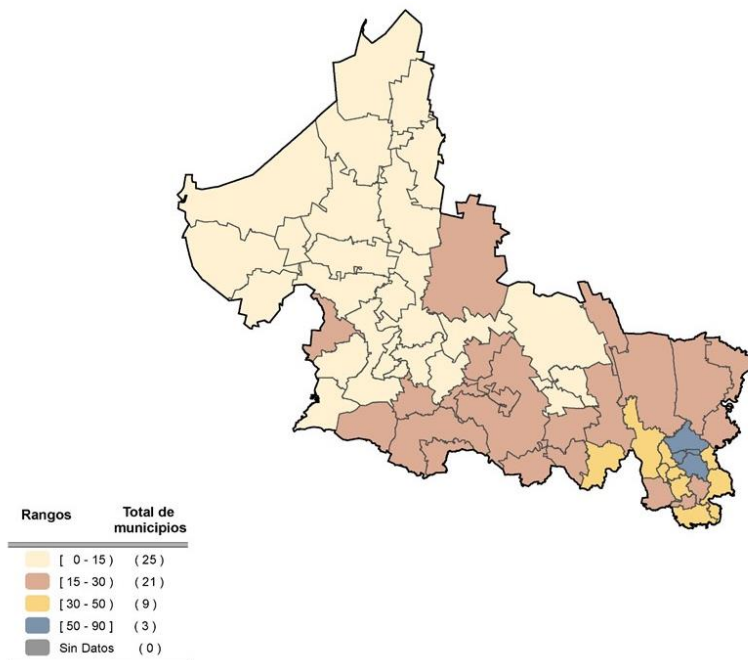 Rangos Total de municipios
[ 0 - 15 ) ( 25 )
[ 15 - 30 ) ( 21 )
[ 30 - 50 ) ( 9 )
[ 50 - 90 ] ( 3 )
Sin Datos ( 0 )